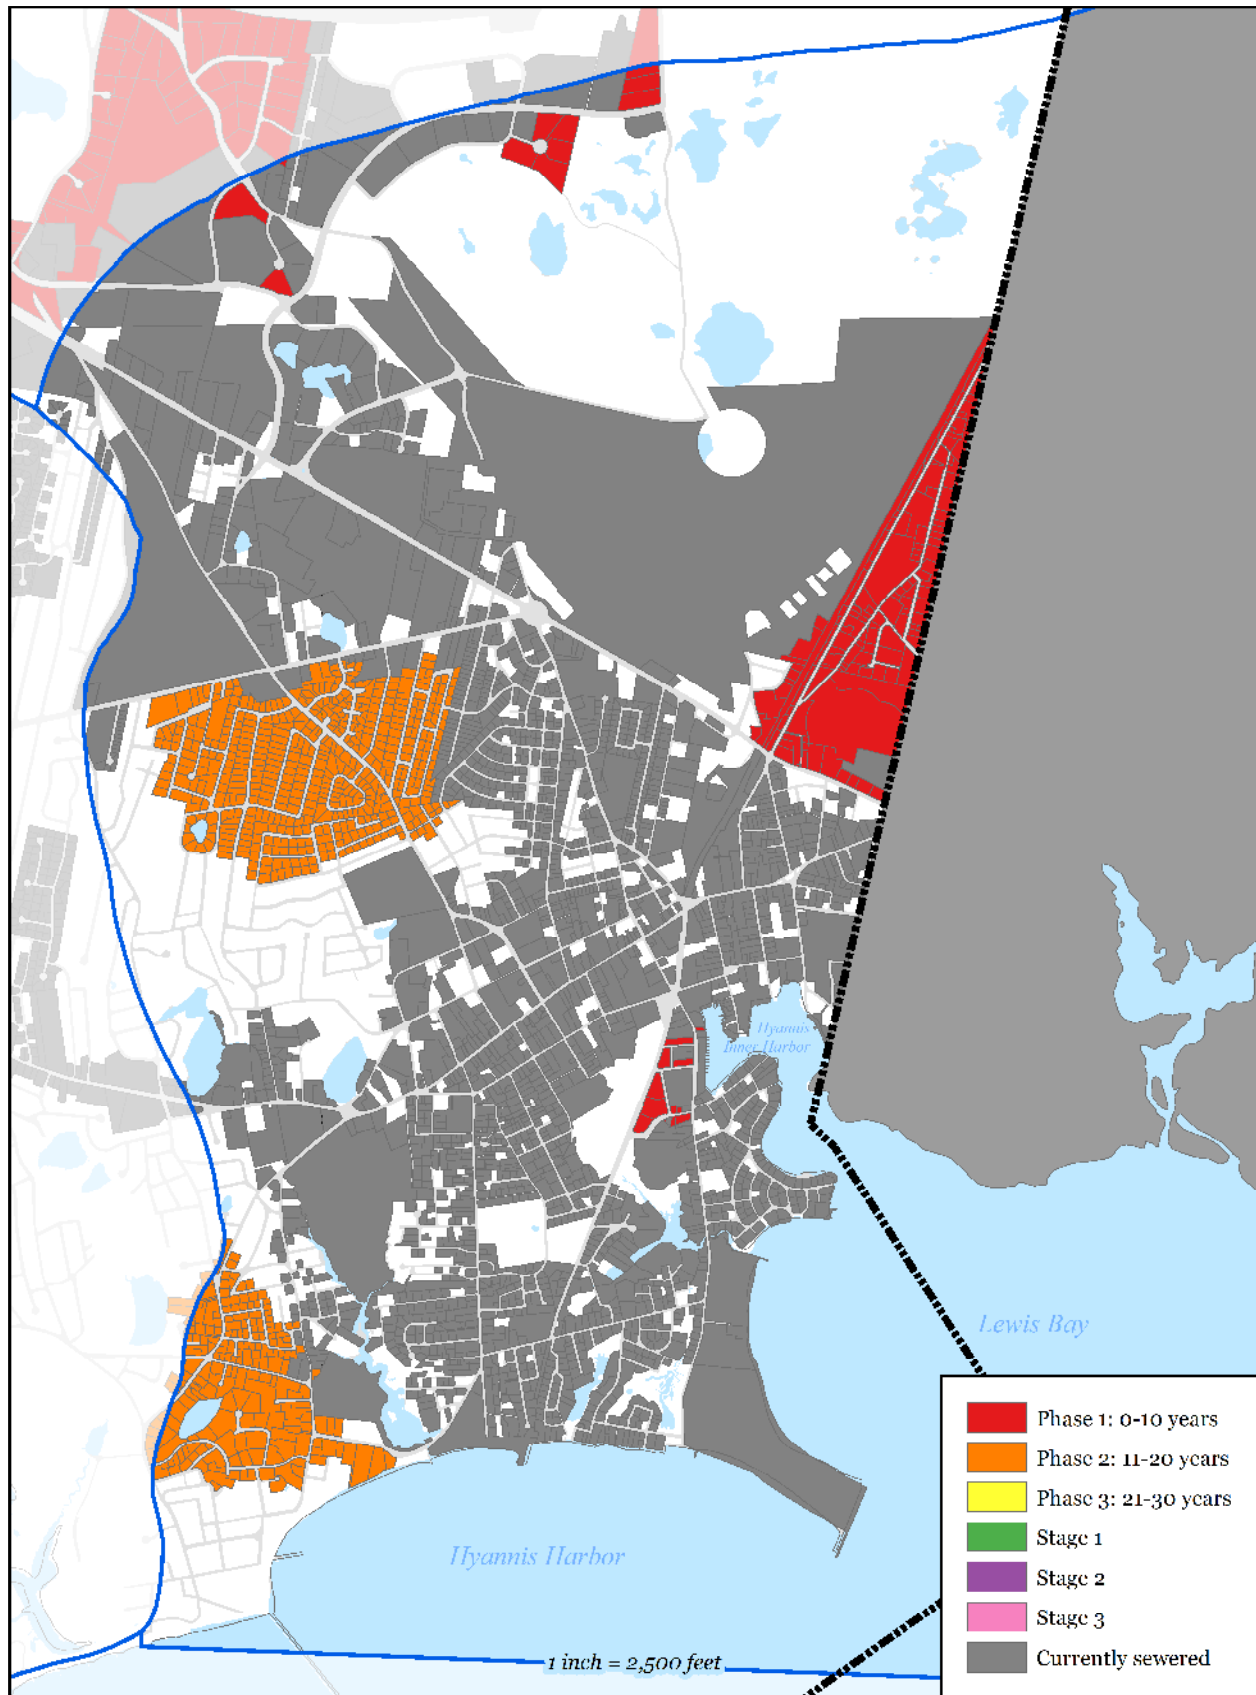 Hyannis
Inner Harbor
Lewis Bay
Phase 1: 0-10 years
Phase 2: 11-20 years
Phase 3: 21-30 years
Stage 1
Stage 2
Stage 3
Currently sewered
Hyannis Harbor
1 inch = 2,500 feet